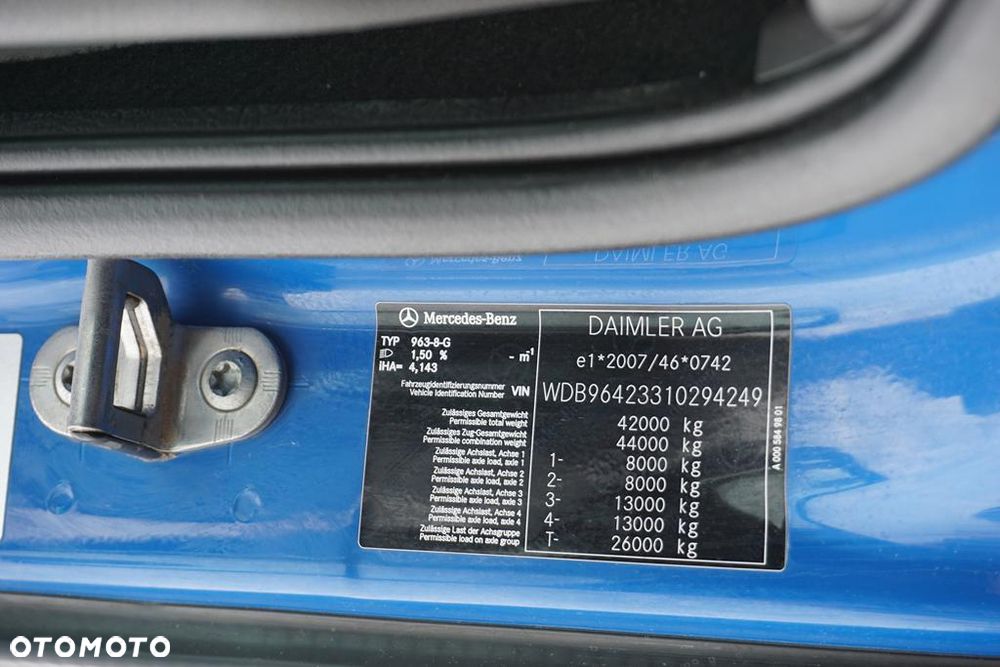 Mercedes-Benz
DAIMLER AG
TYP 963-8-G
1,50 % - m⁻¹
IHA= 4,143
e1*2007/46*0742
Fahrzeugidentifizierungsnummer
Vehicle Identification Number VIN WDB96423310294249
Zulässiges Gesamtgewicht
Permissible total weight 42000 kg
Zulässiges Zug-Gesamtgewicht
Permissible combination weight 44000 kg
Zulässige Achslast, Achse 1
Permissible axle load, axle 1 1- 8000 kg
Zulässige Achslast, Achse 2
Permissible axle load, axle 2 2- 8000 kg
Zulässige Achslast, Achse 3
Permissible axle load, axle 3 3- 13000 kg
Zulässige Achslast, Achse 4
Permissible axle load, axle 4 4- 13000 kg
Zulässige Last der Achsgruppe
Permissible load on axle group T- 26000 kg
A 000 584 98 01
OTOMOTO